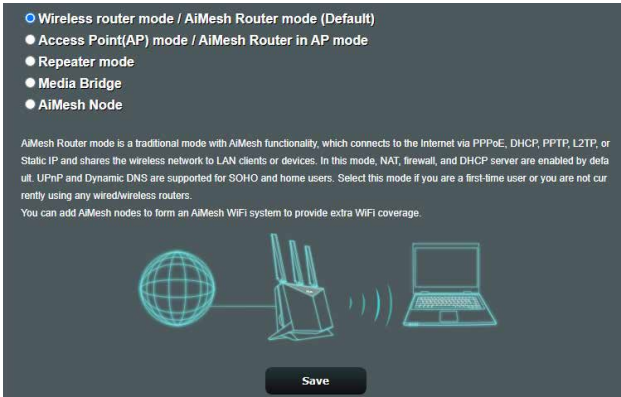 Wireless router mode / AiMesh Router mode (Default)
Access Point(AP) mode / AiMesh Router in AP mode
Repeater mode
Media Bridge
AiMesh Node
AiMesh Router mode is a traditional mode with AiMesh functionality, which connects to the Internet via PPPoE, DHCP, PPTP, L2TP, or
Static IP and shares the wireless network to LAN clients or devices. In this mode, NAT, firewall, and DHCP server are enabled by defa
ult. UPnP and Dynamic DNS are supported for SOHO and home users. Select this mode if you are a first-time user or you are not cur
rently using any wired/wireless routers.
You can add AiMesh nodes to form an AiMesh WiFi system to provide extra WiFi coverage.
Save